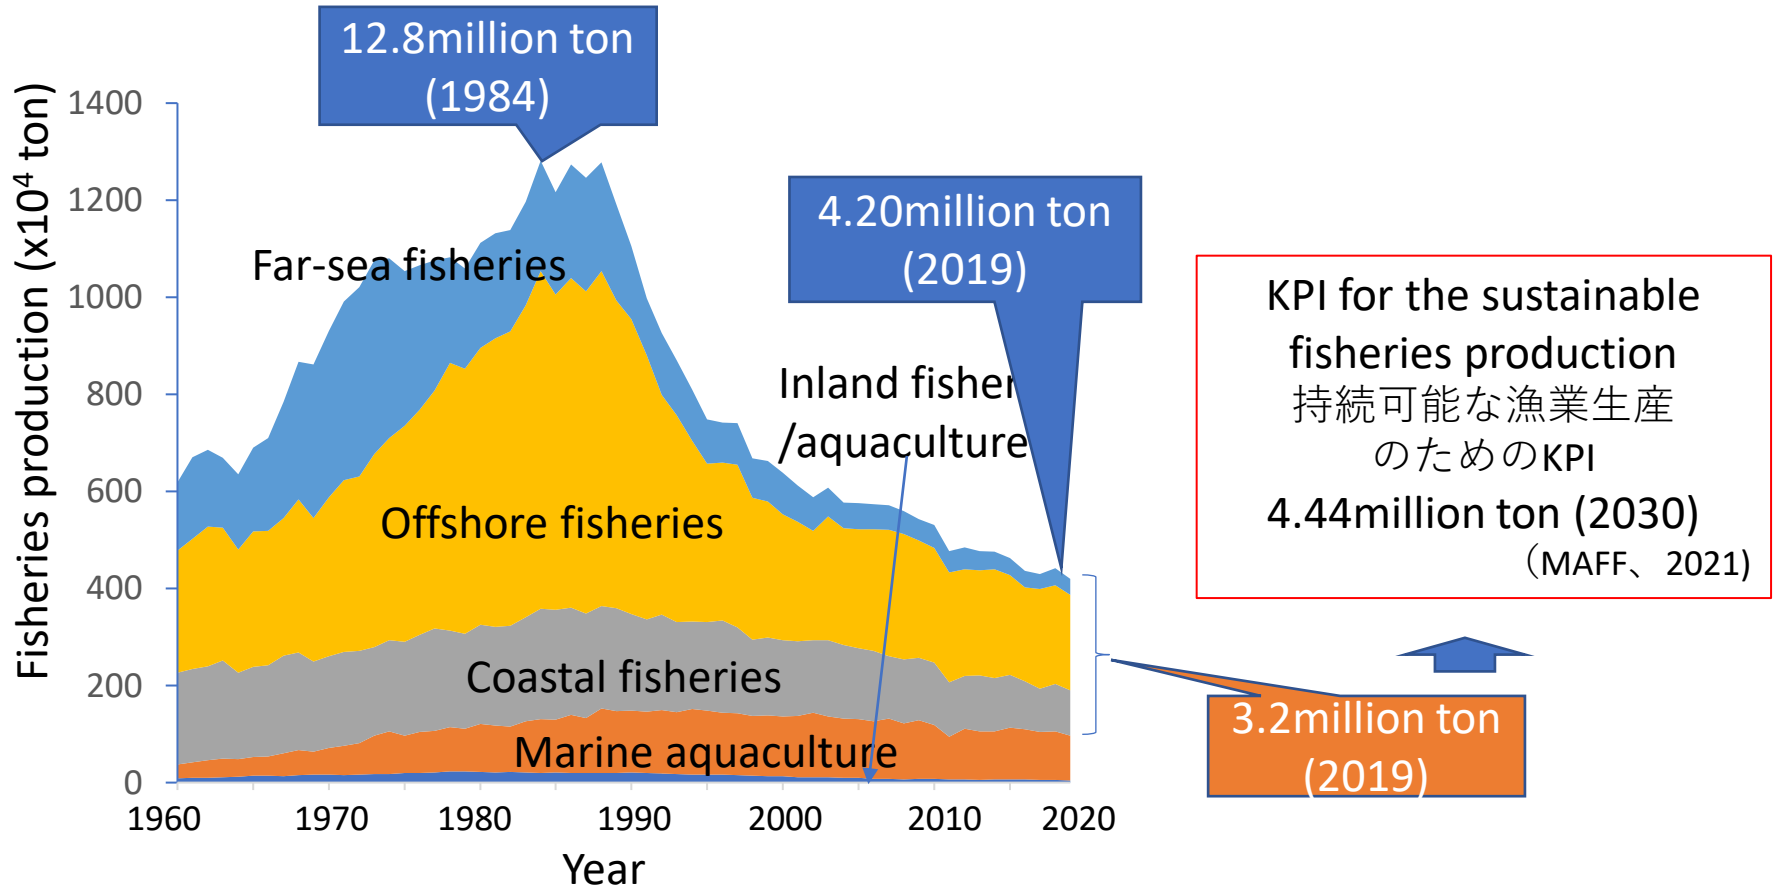 12.8million ton
(1984)
Fisheries production (x10⁴ ton)
1400
1200
1000
800
600
400
200
0
4.20million ton
(2019)
Far-sea fisheries
Inland fisher
/aquaculture
Offshore fisheries
Coastal fisheries
Marine aquaculture
KPI for the sustainable
fisheries production
持続可能な漁業生産
のためのKPI
4.44million ton (2030)
（MAFF、2021)
3.2million ton
(2019)
1960 1970 1980 1990 2000 2010 2020
Year